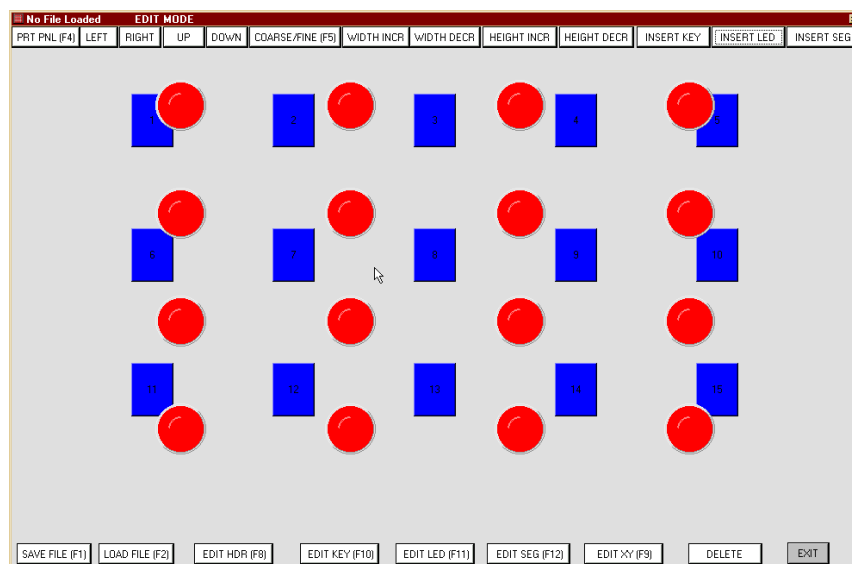 No File Loaded EDIT MODE
PRT PNL (F4) LEFT RIGHT UP DOWN COARSE/FINE (F5) WIDTH INCR WIDTH DECR HEIGHT INCR HEIGHT DECR INSERT KEY INSERT LED INSERT SEG
1 2 3 4 5
6 7 8 9 10
11 12 13 14 15
SAVE FILE (F1) LOAD FILE (F2) EDIT HDR (F8) EDIT KEY (F10) EDIT LED (F11) EDIT SEG (F12) EDIT XY (F9) DELETE EXIT